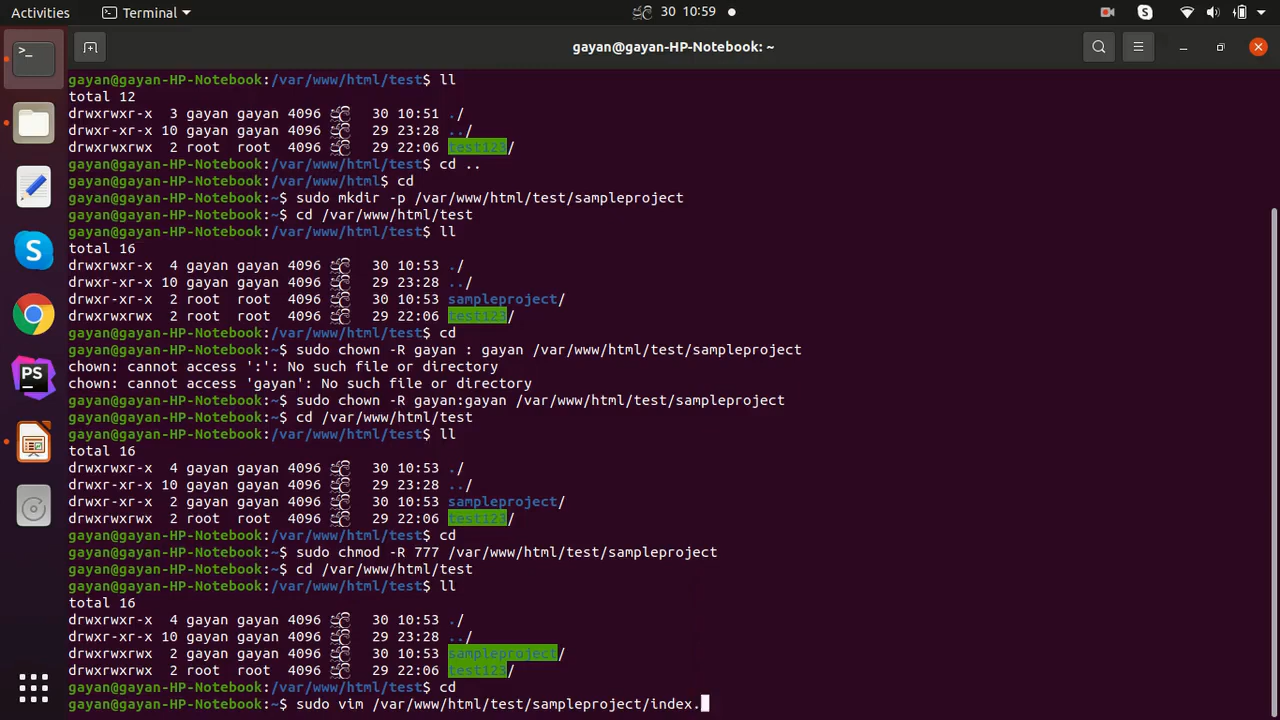 Activities Terminal ජූලි 30 10:59
gayan@gayan-HP-Notebook: ~
gayan@gayan-HP-Notebook:/var/www/html/test$ ll
total 12
drwxrwxr-x  3 gayan gayan 4096 ජූලි  30 10:51 ./
drwxr-xr-x 10 gayan gayan 4096 ජූලි  29 23:28 ../
drwxrwxrwx  2 root  root  4096 ජූලි  29 22:06 test123/
gayan@gayan-HP-Notebook:/var/www/html/test$ cd ..
gayan@gayan-HP-Notebook:/var/www/html$ cd
gayan@gayan-HP-Notebook:~$ sudo mkdir -p /var/www/html/test/sampleproject
gayan@gayan-HP-Notebook:~$ cd /var/www/html/test
gayan@gayan-HP-Notebook:/var/www/html/test$ ll
total 16
drwxrwxr-x  4 gayan gayan 4096 ජූලි  30 10:53 ./
drwxr-xr-x 10 gayan gayan 4096 ජූලි  29 23:28 ../
drwxr-xr-x  2 root  root  4096 ජූලි  30 10:53 sampleproject/
drwxrwxrwx  2 root  root  4096 ජූලි  29 22:06 test123/
gayan@gayan-HP-Notebook:/var/www/html/test$ cd
gayan@gayan-HP-Notebook:~$ sudo chown -R gayan : gayan /var/www/html/test/sampleproject
chown: cannot access ':': No such file or directory
chown: cannot access 'gayan': No such file or directory
gayan@gayan-HP-Notebook:~$ sudo chown -R gayan:gayan /var/www/html/test/sampleproject
gayan@gayan-HP-Notebook:~$ cd /var/www/html/test
gayan@gayan-HP-Notebook:/var/www/html/test$ ll
total 16
drwxrwxr-x  4 gayan gayan 4096 ජූලි  30 10:53 ./
drwxr-xr-x 10 gayan gayan 4096 ජූලි  29 23:28 ../
drwxr-xr-x  2 gayan gayan 4096 ජූලි  30 10:53 sampleproject/
drwxrwxrwx  2 root  root  4096 ජූලි  29 22:06 test123/
gayan@gayan-HP-Notebook:/var/www/html/test$ cd
gayan@gayan-HP-Notebook:~$ sudo chmod -R 777 /var/www/html/test/sampleproject
gayan@gayan-HP-Notebook:~$ cd /var/www/html/test
gayan@gayan-HP-Notebook:/var/www/html/test$ ll
total 16
drwxrwxr-x  4 gayan gayan 4096 ජූලි  30 10:53 ./
drwxr-xr-x 10 gayan gayan 4096 ජූලි  29 23:28 ../
drwxrwxrwx  2 gayan gayan 4096 ජූලි  30 10:53 sampleproject/
drwxrwxrwx  2 root  root  4096 ජූලි  29 22:06 test123/
gayan@gayan-HP-Notebook:/var/www/html/test$ cd
gayan@gayan-HP-Notebook:~$ sudo vim /var/www/html/test/sampleproject/index.
PS